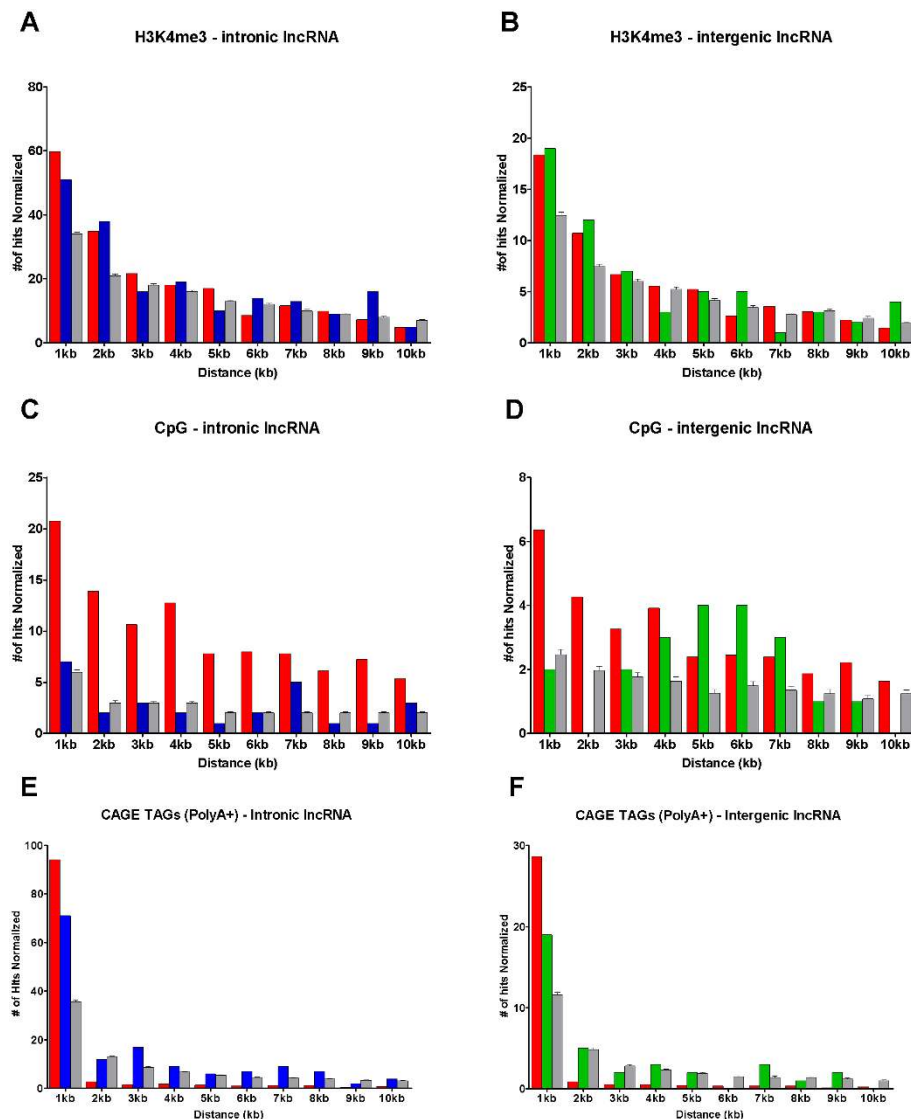 A
H3K4me3 - intronic lncRNA
#of hits Normalized
80
60
40
20
0
1kb 2kb 3kb 4kb 5kb 6kb 7kb 8kb 9kb 10kb
Distance (kb)
B
H3K4me3 - intergenic lncRNA
#of hits Normalized
25
20
15
10
5
0
1kb 2kb 3kb 4kb 5kb 6kb 7kb 8kb 9kb 10kb
Distance (kb)
C
CpG - intronic lncRNA
#of hits Normalized
25
20
15
10
5
0
1kb 2kb 3kb 4kb 5kb 6kb 7kb 8kb 9kb 10kb
Distance (kb)
D
CpG - intergenic lncRNA
#of hits Normalized
8
6
4
2
0
1kb 2kb 3kb 4kb 5kb 6kb 7kb 8kb 9kb 10kb
Distance (kb)
E
CAGE TAGs (PolyA+) - Intronic lncRNA
# of Hits Normalized
100
80
60
40
20
0
1kb 2kb 3kb 4kb 5kb 6kb 7kb 8kb 9kb 10kb
Distance (kb)
F
CAGE TAGs (PolyA+) - Intergenic lncRNA
# of hits Normalized
30
20
10
0
1kb 2kb 3kb 4kb 5kb 6kb 7kb 8kb 9kb 10kb
Distance (kb)